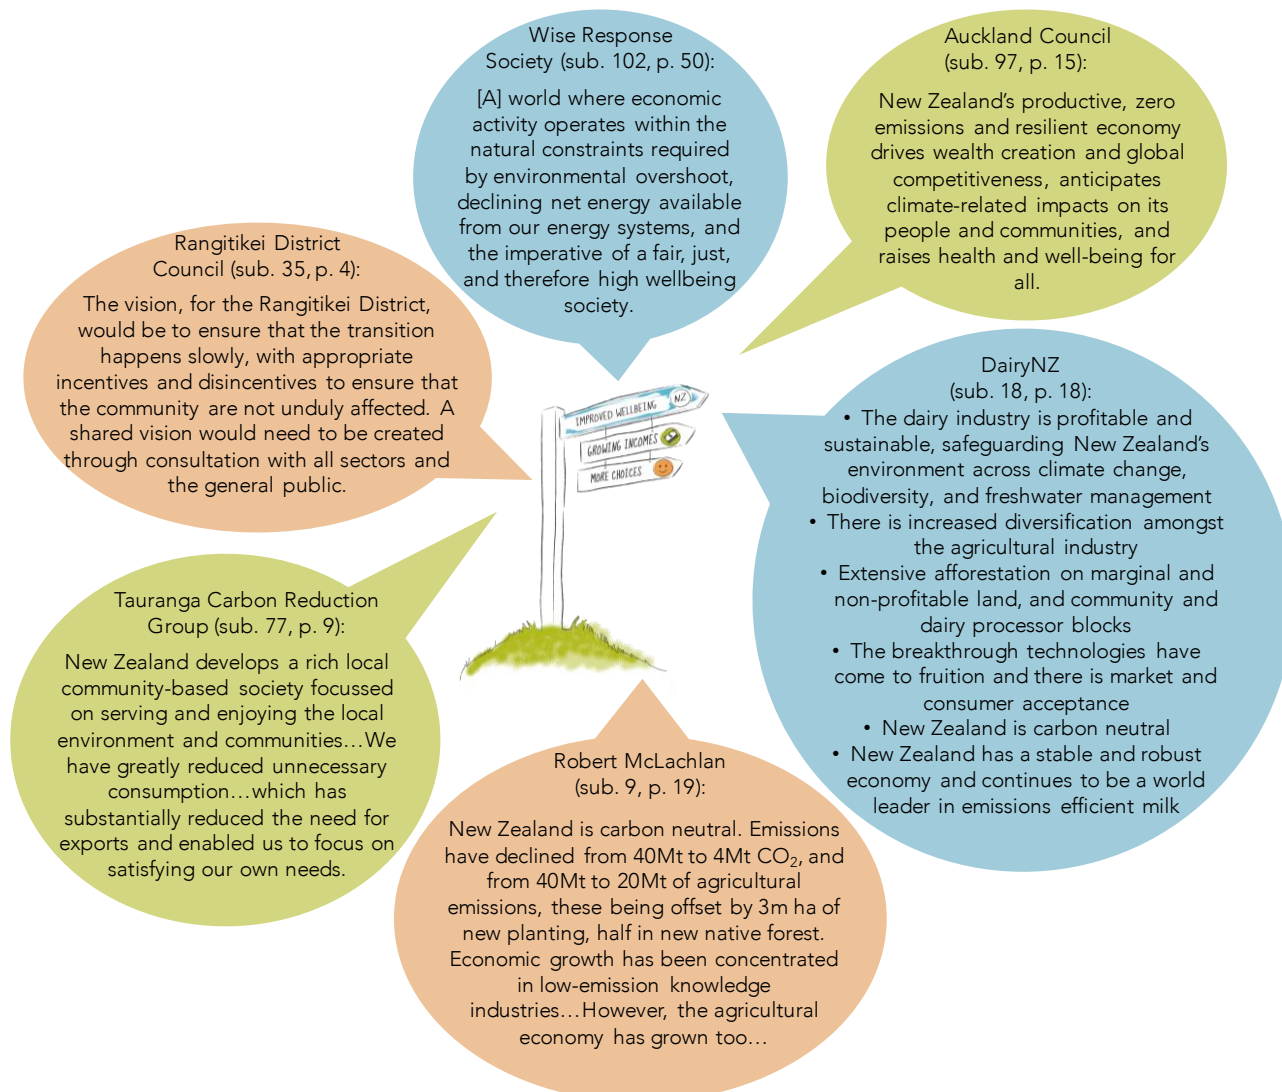 Wise Response
Society (sub. 102, p. 50):
[A] world where economic
activity operates within the
natural constraints required
by environmental overshoot,
declining net energy available
from our energy systems, and
the imperative of a fair, just,
and therefore high wellbeing
society.
Auckland Council
(sub. 97, p. 15):
New Zealand’s productive, zero
emissions and resilient economy
drives wealth creation and global
competitiveness, anticipates
climate-related impacts on its
people and communities, and
raises health and well-being for
all.
Rangitikei District
Council (sub. 35, p. 4):
The vision, for the Rangitikei District,
would be to ensure that the transition
happens slowly, with appropriate
incentives and disincentives to ensure that
the community are not unduly affected. A
shared vision would need to be created
through consultation with all sectors and
the general public.
IMPROVED WELLBEING NZ
GROWING INCOMES
MORE CHOICES
DairyNZ
(sub. 18, p. 18):
• The dairy industry is profitable and
sustainable, safeguarding New Zealand’s
environment across climate change,
biodiversity, and freshwater management
• There is increased diversification amongst
the agricultural industry
• Extensive afforestation on marginal and
non-profitable land, and community and
dairy processor blocks
• The breakthrough technologies have
come to fruition and there is market and
consumer acceptance
• New Zealand is carbon neutral
• New Zealand has a stable and robust
economy and continues to be a world
leader in emissions efficient milk
Tauranga Carbon Reduction
Group (sub. 77, p. 9):
New Zealand develops a rich local
community-based society focussed
on serving and enjoying the local
environment and communities…We
have greatly reduced unnecessary
consumption…which has
substantially reduced the need for
exports and enabled us to focus on
satisfying our own needs.
Robert McLachlan
(sub. 9, p. 19):
New Zealand is carbon neutral. Emissions
have declined from 40Mt to 4Mt CO₂, and
from 40Mt to 20Mt of agricultural
emissions, these being offset by 3m ha of
new planting, half in new native forest.
Economic growth has been concentrated
in low-emission knowledge
industries…However, the agricultural
economy has grown too…